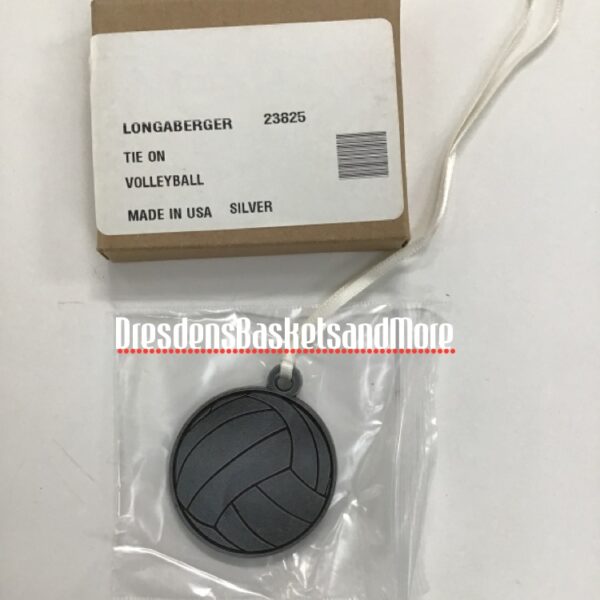 LONGABERGER 23825
TIE ON
VOLLEYBALL
MADE IN USA SILVER
DresdensBasketsandMore